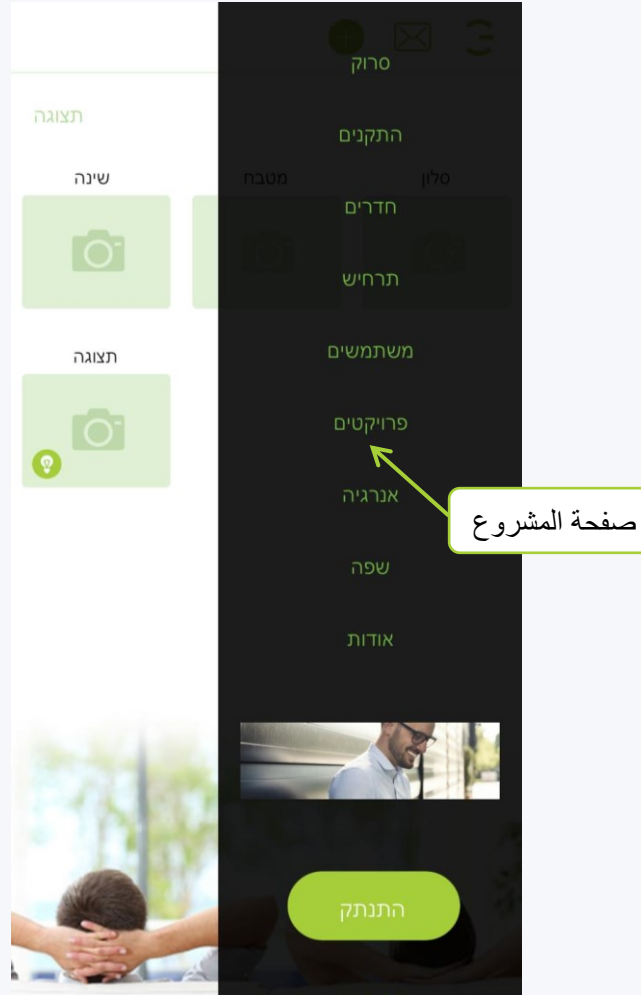 סרוק
תצוגה
התקנים
שינה
מטבח
סלון
חדרים
תרחיש
משתמשים
תצוגה
פרויקטים
אנרגיה
صفحة المشروع
שפה
אודות
התנתק